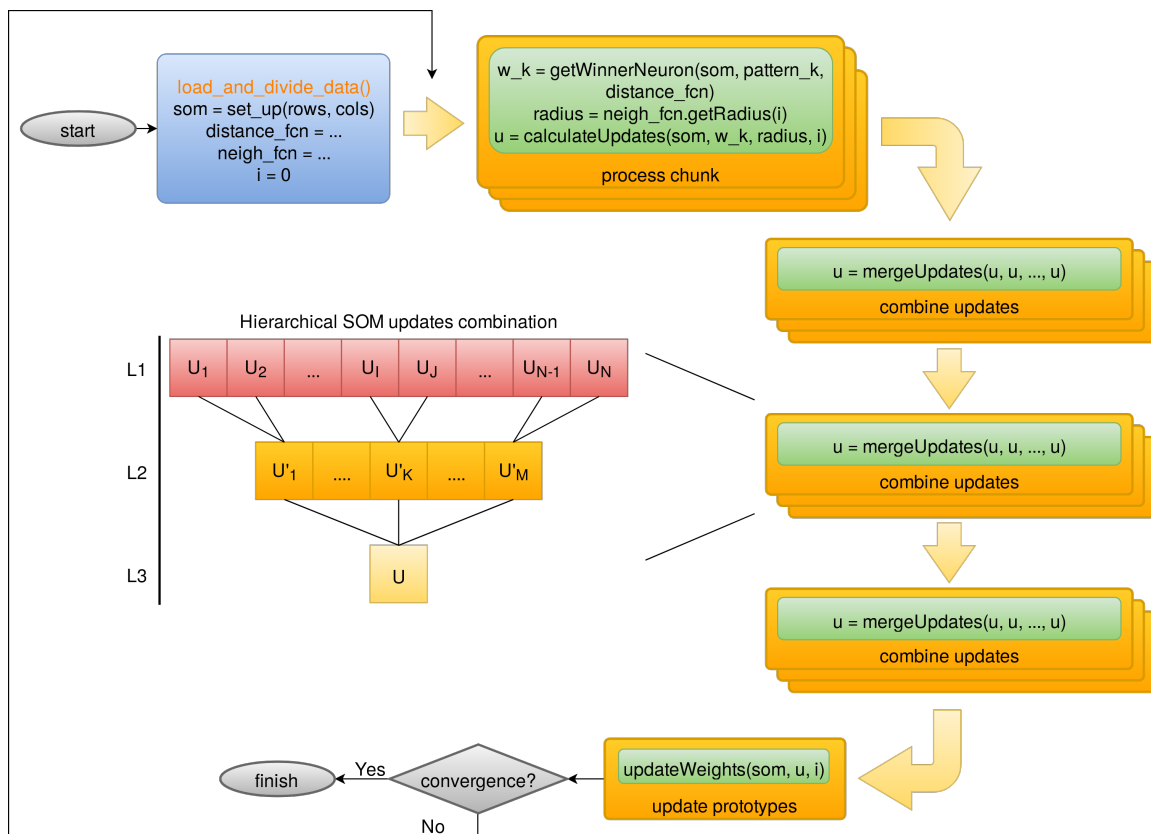 start
load_and_divide_data()
som = set_up(rows, cols)
distance_fcn = ...
neigh_fcn = ...
i = 0
w_k = getWinnerNeuron(som, pattern_k,
distance_fcn)
radius = neigh_fcn.getRadius(i)
u = calculateUpdates(som, w_k, radius, i)
process chunk
u = mergeUpdates(u, u, ..., u)
combine updates
Hierarchical SOM updates combination
L1
U1 U2 ... UI UJ ... UN-1 UN
L2
U'1 .... U'K .... U'M
L3
U
u = mergeUpdates(u, u, ..., u)
combine updates
u = mergeUpdates(u, u, ..., u)
combine updates
updateWeights(som, u, i)
update prototypes
convergence?
Yes
finish
No